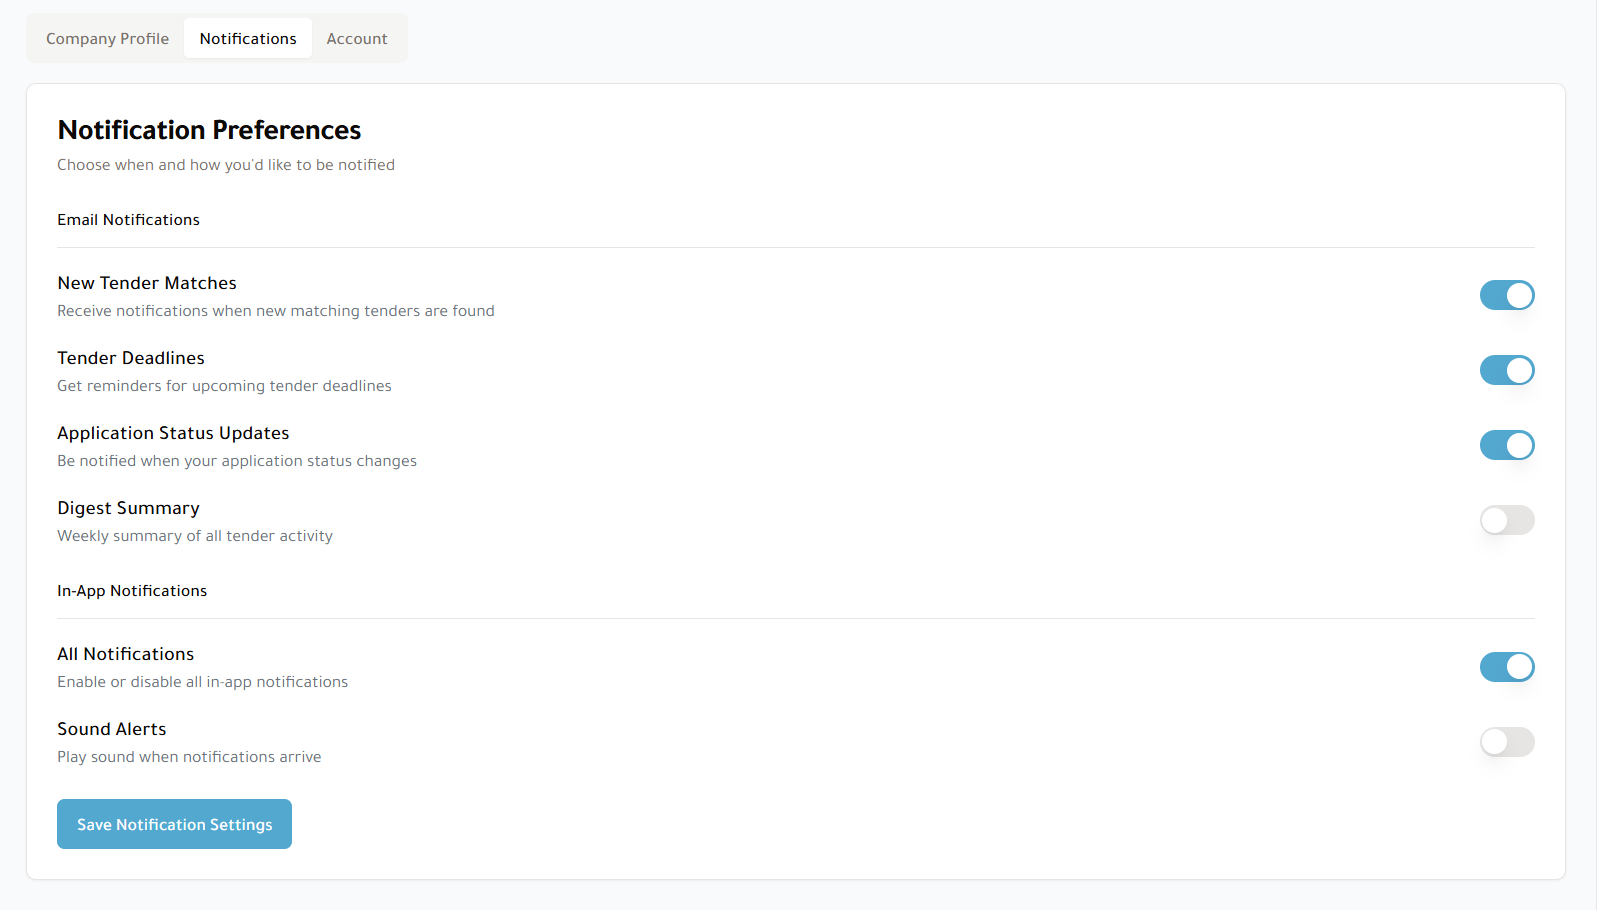 Company Profile Notifications Account
Notification Preferences
Choose when and how you'd like to be notified
Email Notifications
New Tender Matches
Receive notifications when new matching tenders are found
Tender Deadlines
Get reminders for upcoming tender deadlines
Application Status Updates
Be notified when your application status changes
Digest Summary
Weekly summary of all tender activity
In-App Notifications
All Notifications
Enable or disable all in-app notifications
Sound Alerts
Play sound when notifications arrive
Save Notification Settings